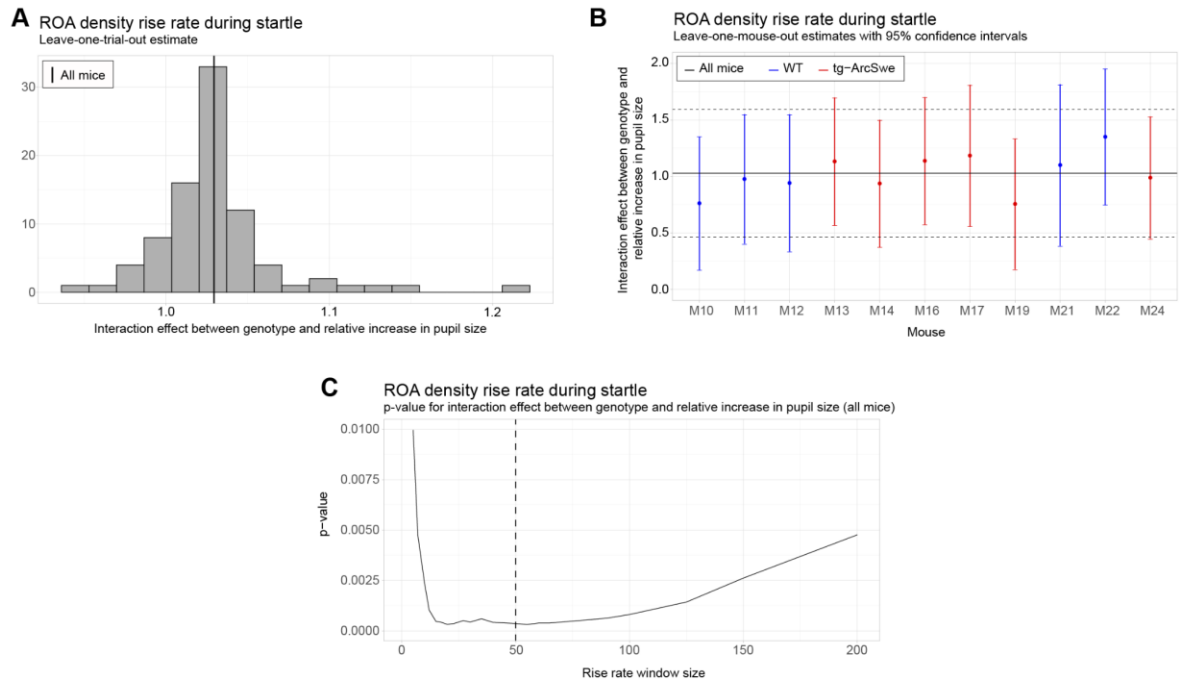 A
ROA density rise rate during startle
Leave-one-trial-out estimate
All mice
30
20
10
0
1.0
1.1
1.2
Interaction effect between genotype and relative increase in pupil size
B
ROA density rise rate during startle
Leave-one-mouse-out estimates with 95% confidence intervals
All mice
WT
tg-ArcSwe
Interaction effect between genotype and
relative increase in pupil size
2.0
1.5
1.0
0.5
0.0
M10
M11
M12
M13
M14
M16
M17
M19
M21
M22
M24
Mouse
C
ROA density rise rate during startle
p-value for interaction effect between genotype and relative increase in pupil size (all mice)
p-value
0.0100
0.0075
0.0050
0.0025
0.0000
0
50
100
150
200
Rise rate window size